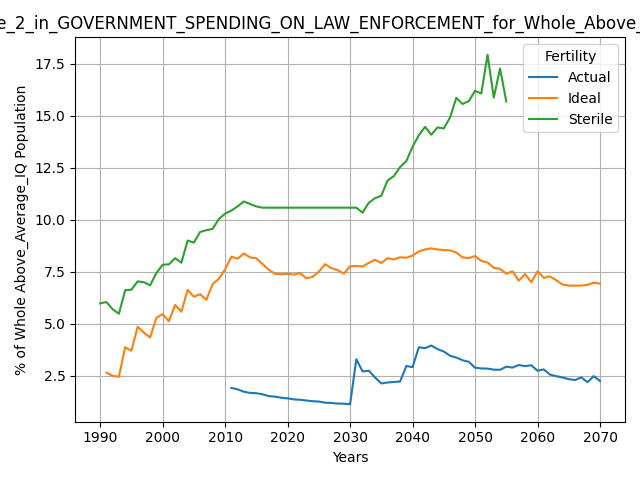 e_2_in_GOVERNMENT_SPENDING_ON_LAW_ENFORCEMENT_for_Whole_Above_
Fertility
Actual
Ideal
Sterile
% of Whole Above_Average_IQ Population
17.5
15.0
12.5
10.0
7.5
5.0
2.5
1990 2000 2010 2020 2030 2040 2050 2060 2070
Years